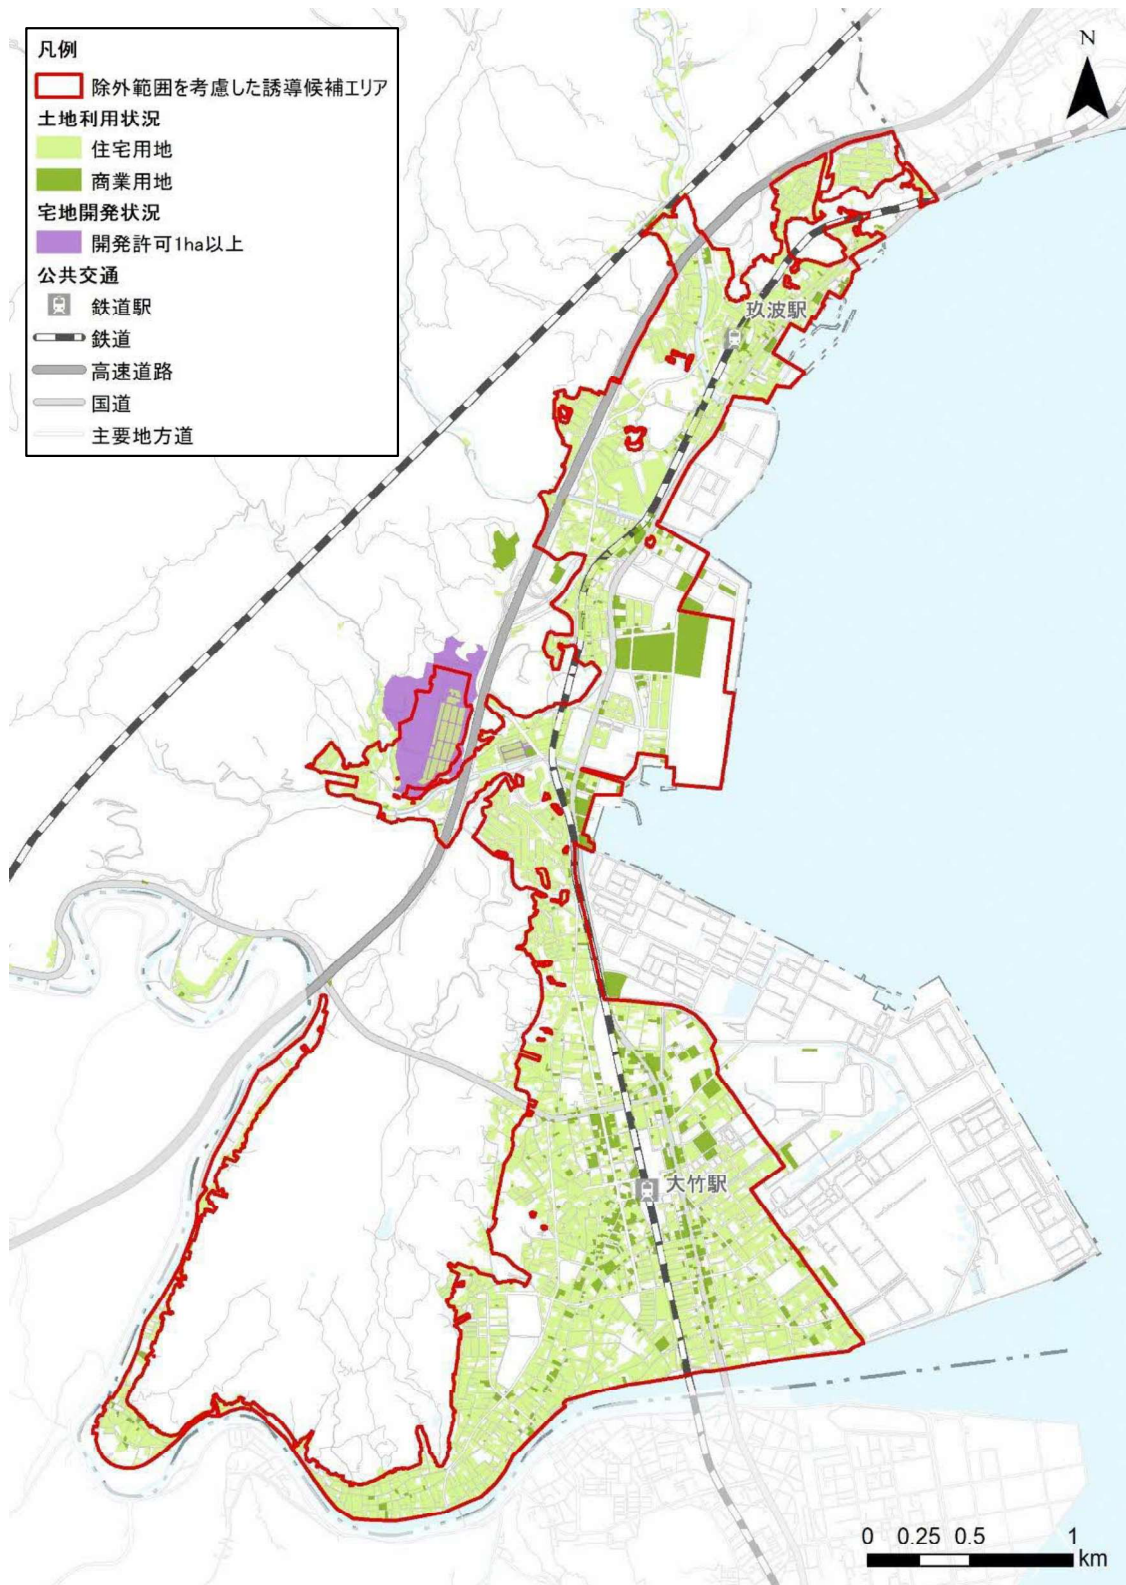 凡例
除外範囲を考慮した誘導候補エリア
土地利用状況
住宅用地
商業用地
宅地開発状況
開発許可1ha以上
公共交通
鉄道駅
鉄道
高速道路
国道
主要地方道
N
玖波駅
大竹駅
0 0.25 0.5 1
km